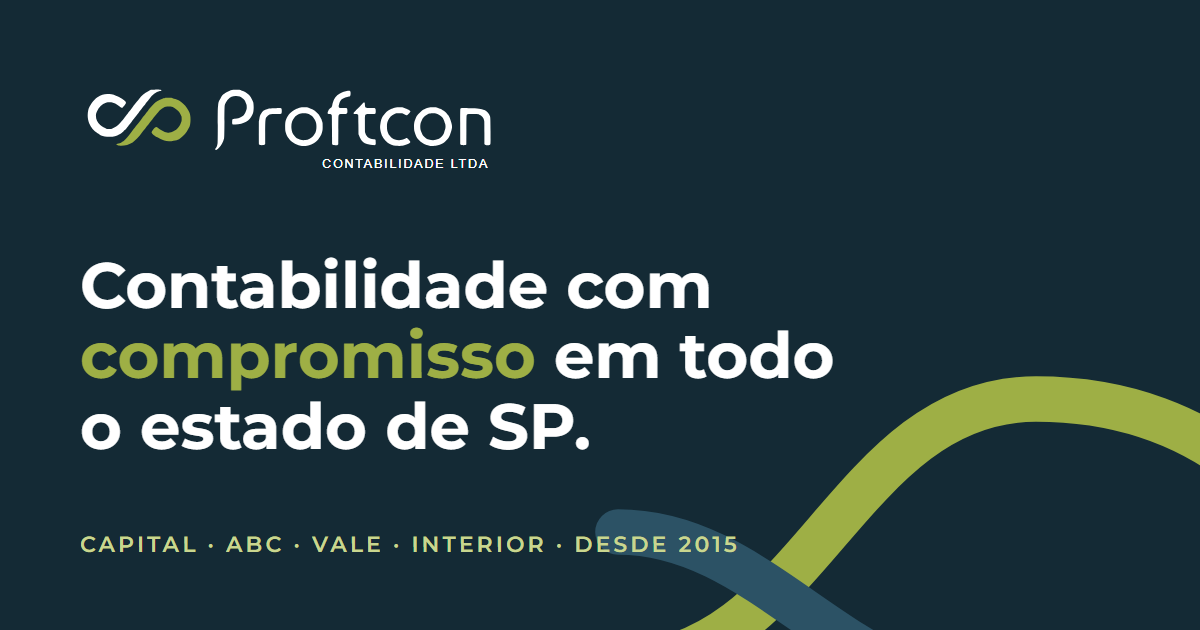 Proftcon
CONTABILIDADE LTDA
Contabilidade com
compromisso em todo
o estado de SP.
CAPITAL · ABC · VALE · INTERIOR · DESDE 2015